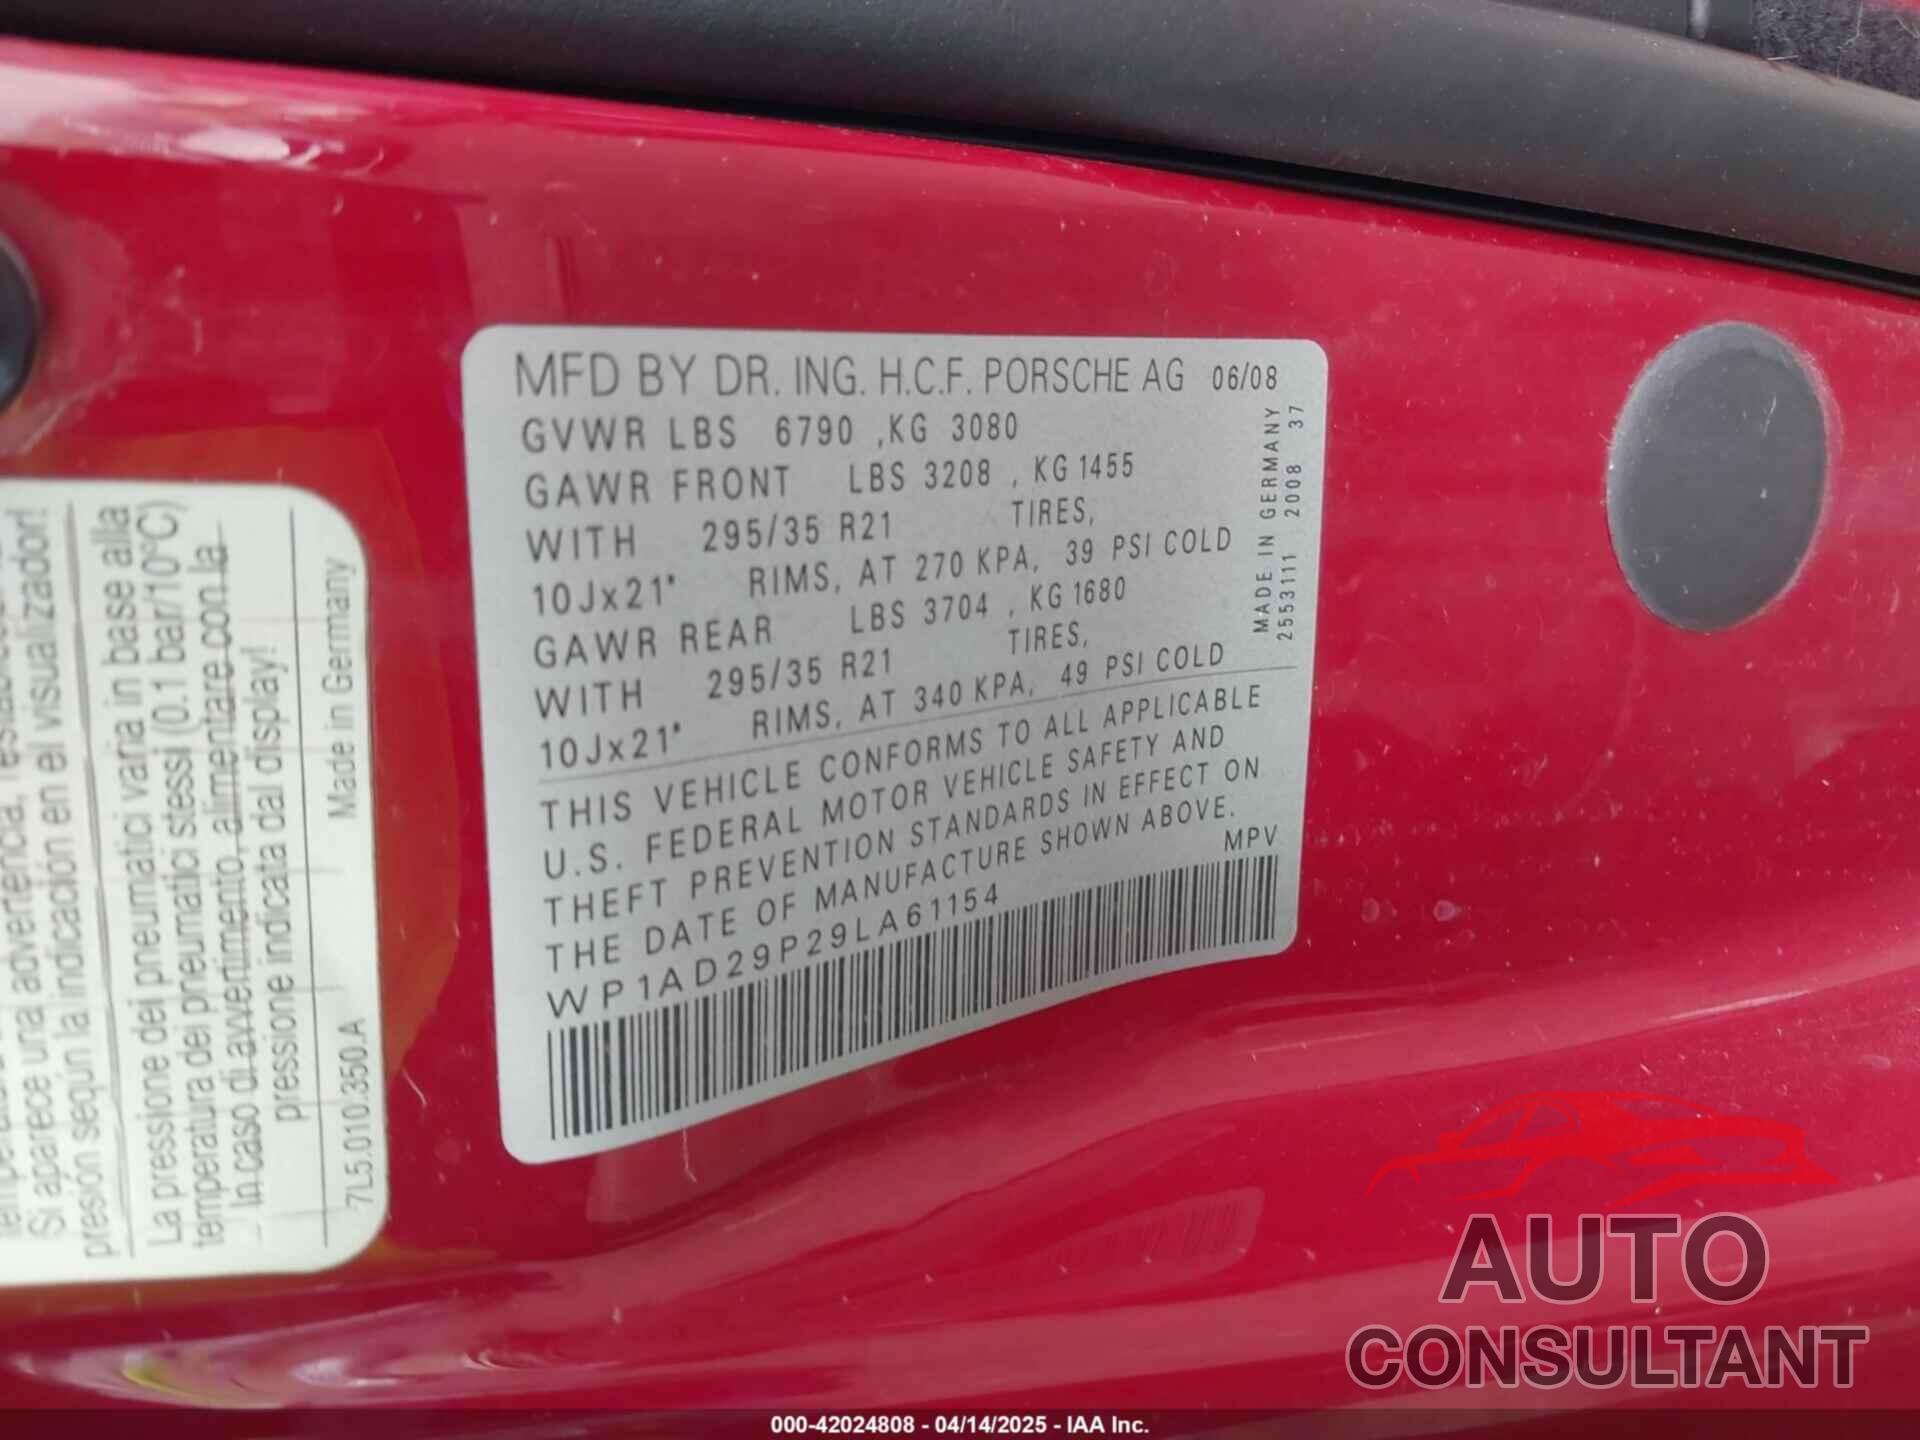 MFD BY DR. ING. H.C.F. PORSCHE AG 06/08
GVWR LBS 6790 ,KG 3080
GAWR FRONT LBS 3208 , KG 1455
WITH 295/35 R21 TIRES,
10Jx21" RIMS, AT 270 KPA, 39 PSI COLD
GAWR REAR LBS 3704 , KG 1680
WITH 295/35 R21 TIRES,
10Jx21" RIMS, AT 340 KPA, 49 PSI COLD
THIS VEHICLE CONFORMS TO ALL APPLICABLE
U.S. FEDERAL MOTOR VEHICLE SAFETY AND
THEFT PREVENTION STANDARDS IN EFFECT ON
THE DATE OF MANUFACTURE SHOWN ABOVE.
MPV
WP1AD29P29LA61154
MADE IN GERMANY
2553111 2008 37
Si aparece una advertencia,
presion segun la indicación en el visualizador!
La pressione dei pneumatici varia in base alla
temperatura dei pneumatici stessi (0.1 bar/10°C)
In caso di avvertimento, alimentare con la
pressione indicata dal display!
7L5.010.350.A Made in Germany
AUTO
CONSULTANT
000-42024808 - 04/14/2025 - IAA Inc.